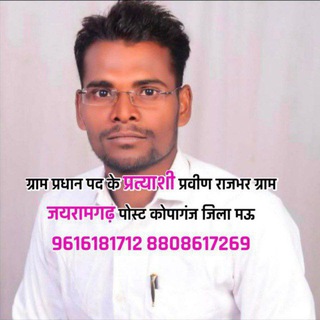 ग्राम प्रधान पद के प्रत्याशी प्रवीण राजभर ग्राम
जयरामगढ़ पोस्ट कोपागंज जिला मऊ
9616181712 8808617269